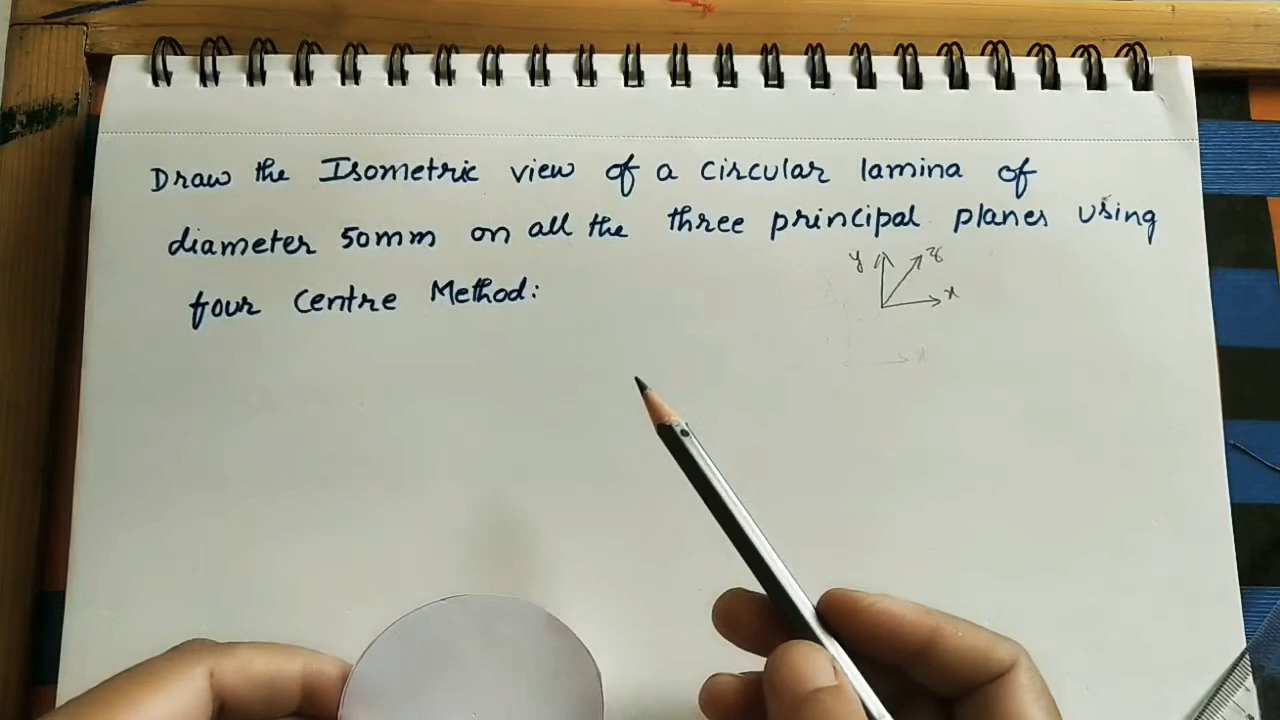 Draw the Isometric view of a circular lamina of
diameter 50mm on all the three principal planes using
four Centre Method:
y z
x